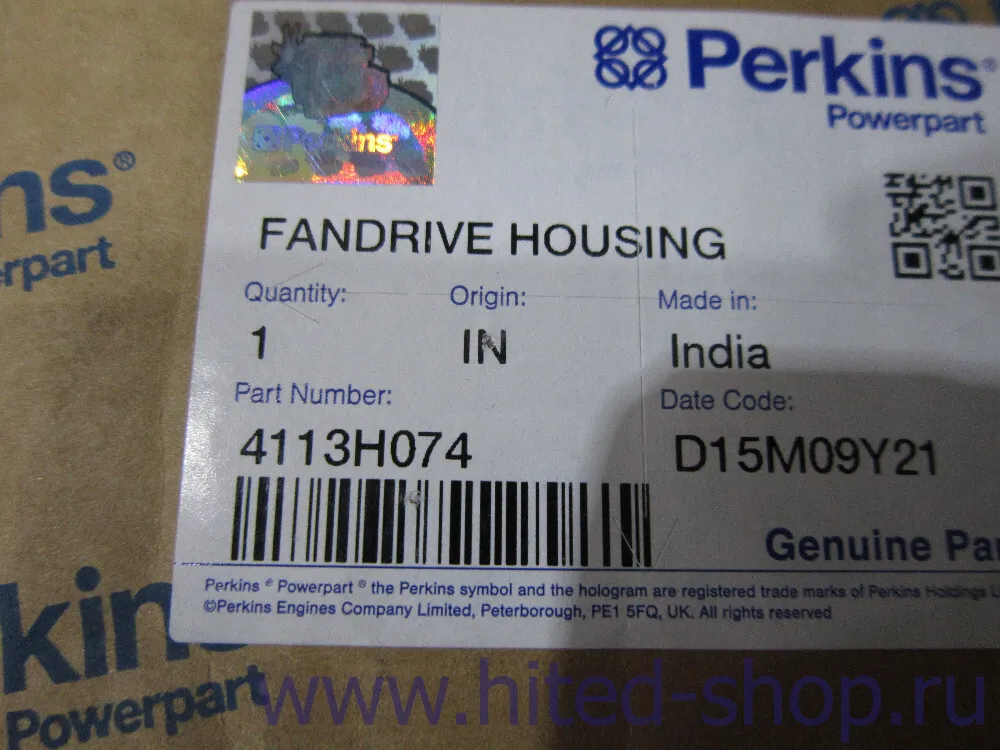 Perkins®
Powerpart
Perkins
FANDRIVE HOUSING
Quantity:
Origin:
Made in:
1
IN
India
Part Number:
Date Code:
4113H074
D15M09Y21
Genuine Pa
Perkins ® Powerpart ® the Perkins symbol and the hologram are registered trade marks of Perkins Holdings L
©Perkins Engines Company Limited, Peterborough, PE1 5FQ, UK. All rights reserved
ns®
erpart
kins
Powerpart
www.hited-shop.ru